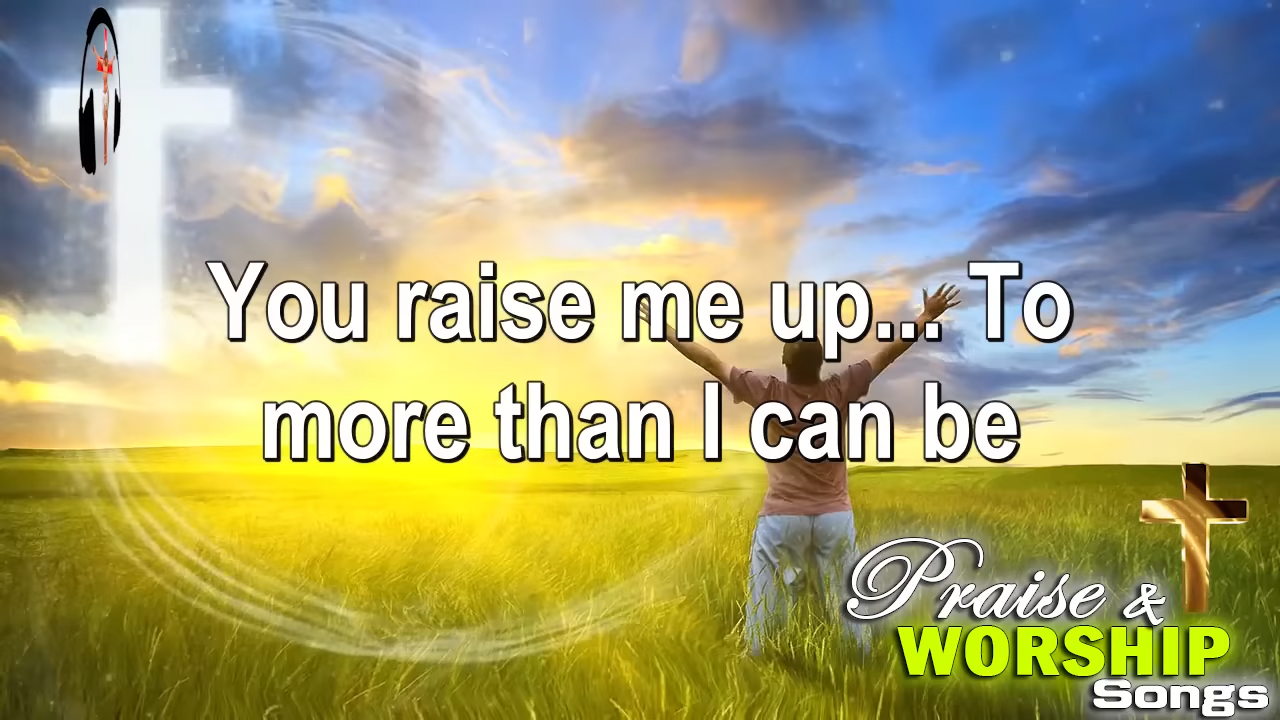 You raise me up... To
more than I can be
Praise &
WORSHIP
Songs